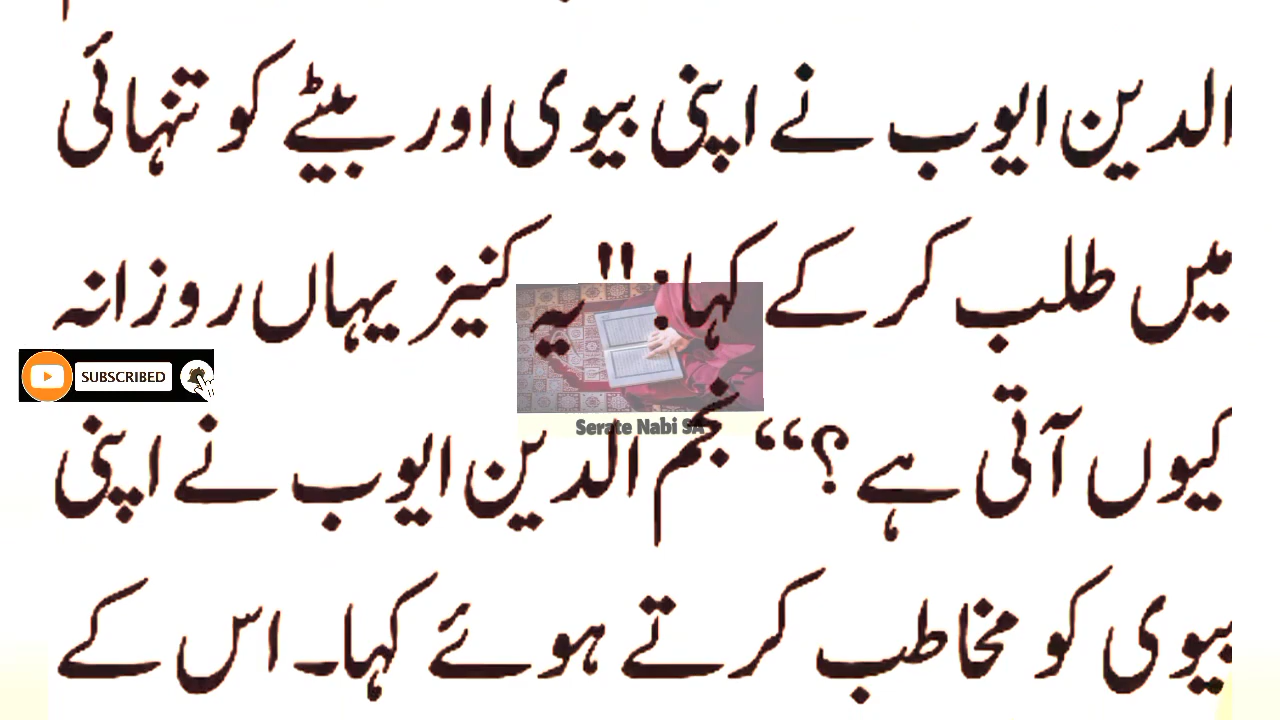 الدین ایوب نے اپنی بیوی اور بیٹے کو تنہائی
میں طلب کر کے کہا: "یہ کنیز یہاں روزانہ
SUBSCRIBED
کیوں آتی ہے؟“ نجم الدین ایوب نے اپنی
Serate Nabi SA
بیوی کو مخاطب کرتے ہوئے کہا۔ اس کے